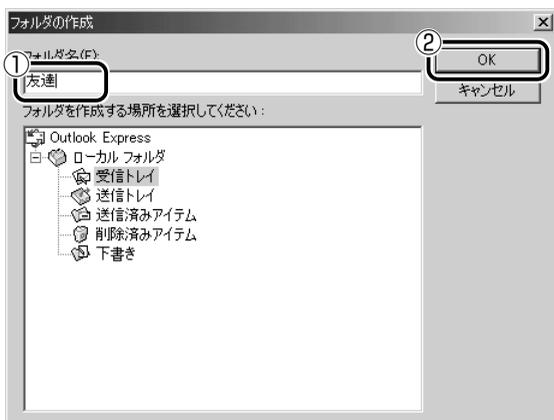 フォルダの作成
②
フォルダ名(F):
OK
①
友達
キャンセル
フォルダを作成する場所を選択してください:
Outlook Express
ローカル フォルダ
受信トレイ
送信トレイ
送信済みアイテム
削除済みアイテム
下書き